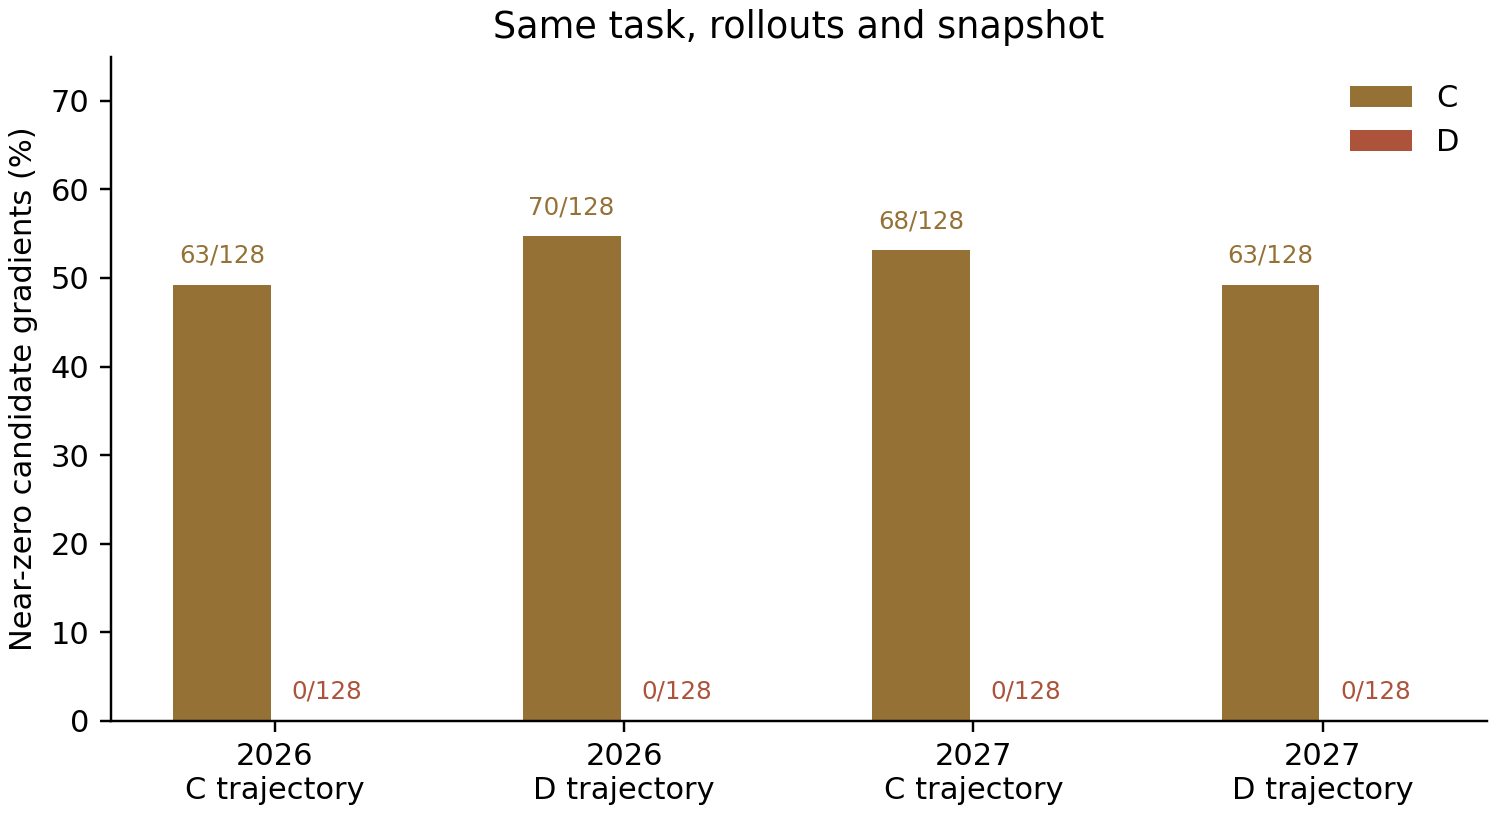 Same task, rollouts and snapshot
Near-zero candidate gradients (%)
70
60
50
40
30
20
10
0
C
D
63/128
0/128
70/128
0/128
68/128
0/128
63/128
0/128
2026
C trajectory
2026
D trajectory
2027
C trajectory
2027
D trajectory